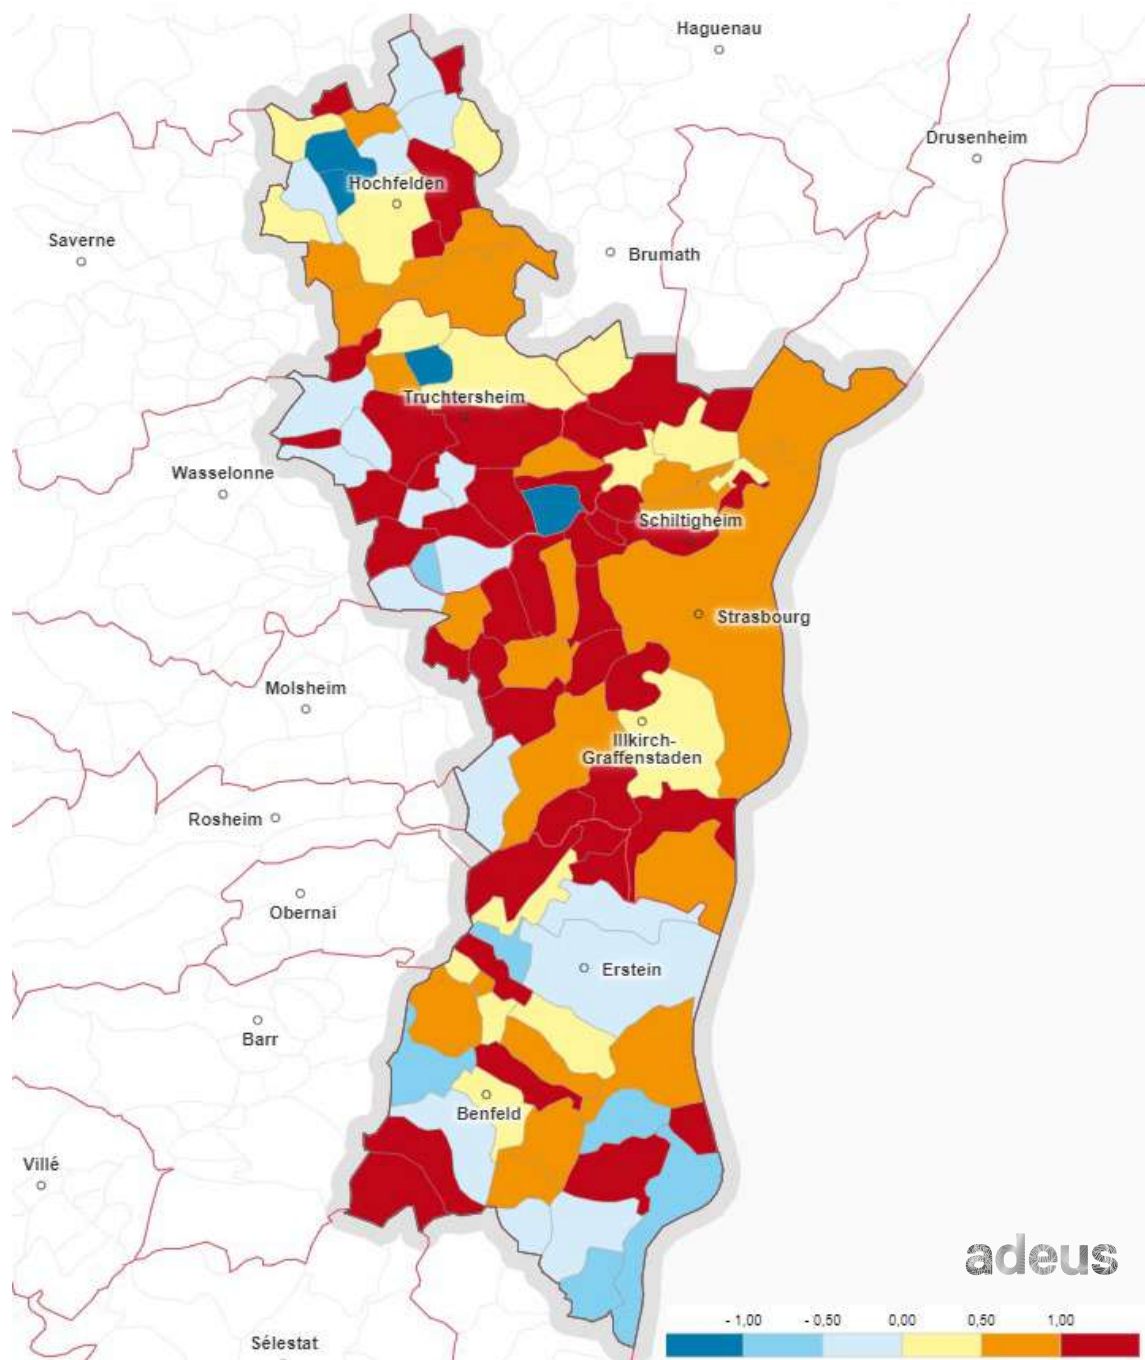 Haguenau
Drusenheim
Hochfelden
Saverne
Brumath
Truchtersheim
Wasselonne
Schiltigheim
Strasbourg
Molsheim
Illkirch-
Graffenstaden
Rosheim
Obernai
Erstein
Barr
Benfeld
Villé
adeus
- 1,00 - 0,50 0,00 0,50 1,00
Sélestat